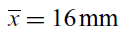 x̅ = 16 mm